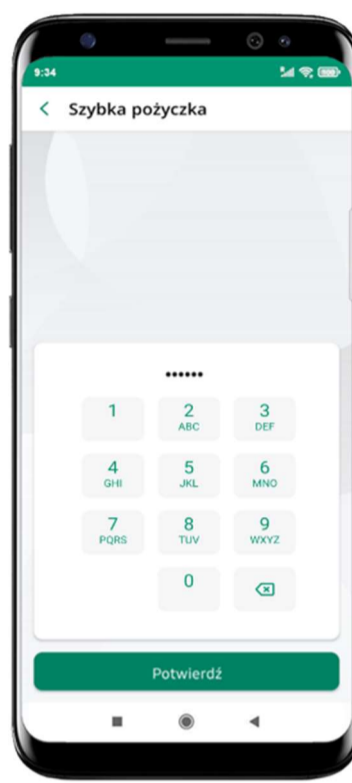 9:34
Szybka pożyczka
••••••
1 2 3
ABC DEF
4 5 6
GHI JKL MNO
7 8 9
PQRS TUV WXYZ
0
Potwierdź